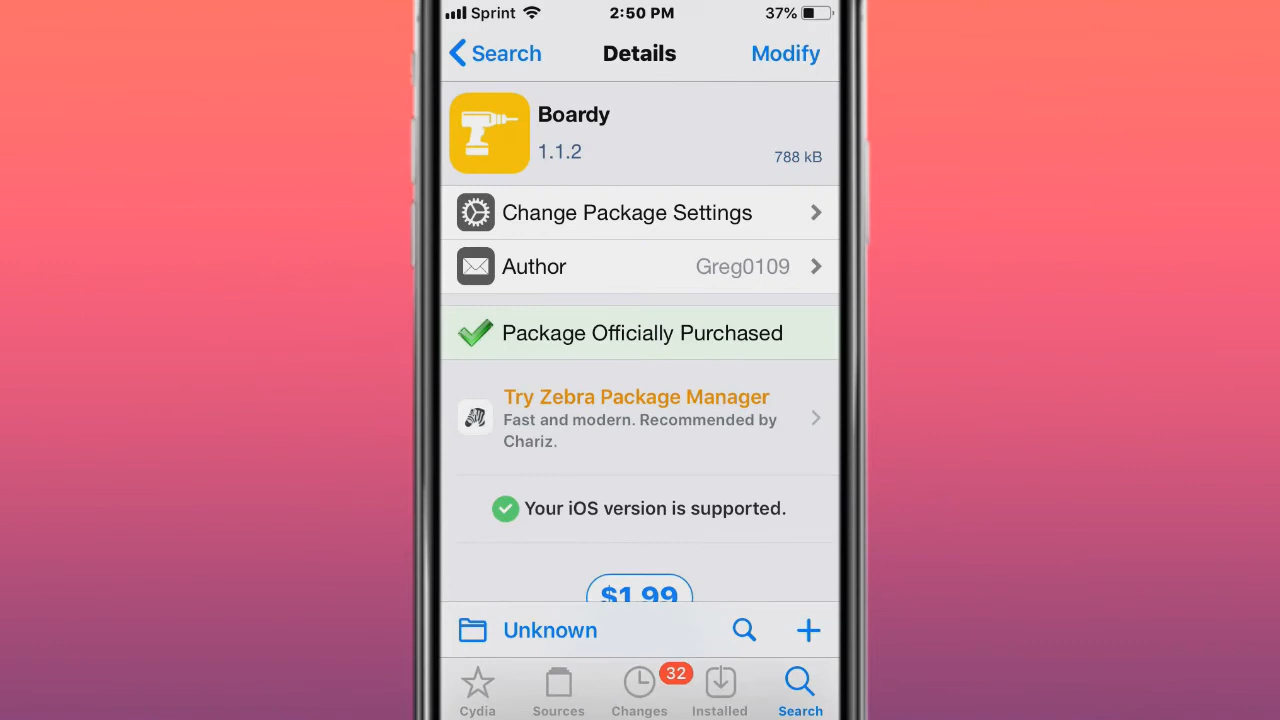 Sprint 2:50 PM 37%
Search Details Modify
Boardy
1.1.2 788 kB
Change Package Settings
Author Greg0109
Package Officially Purchased
Try Zebra Package Manager
Fast and modern. Recommended by
Chariz.
Your iOS version is supported.
$1.99
Unknown
32
Cydia Sources Changes Installed Search